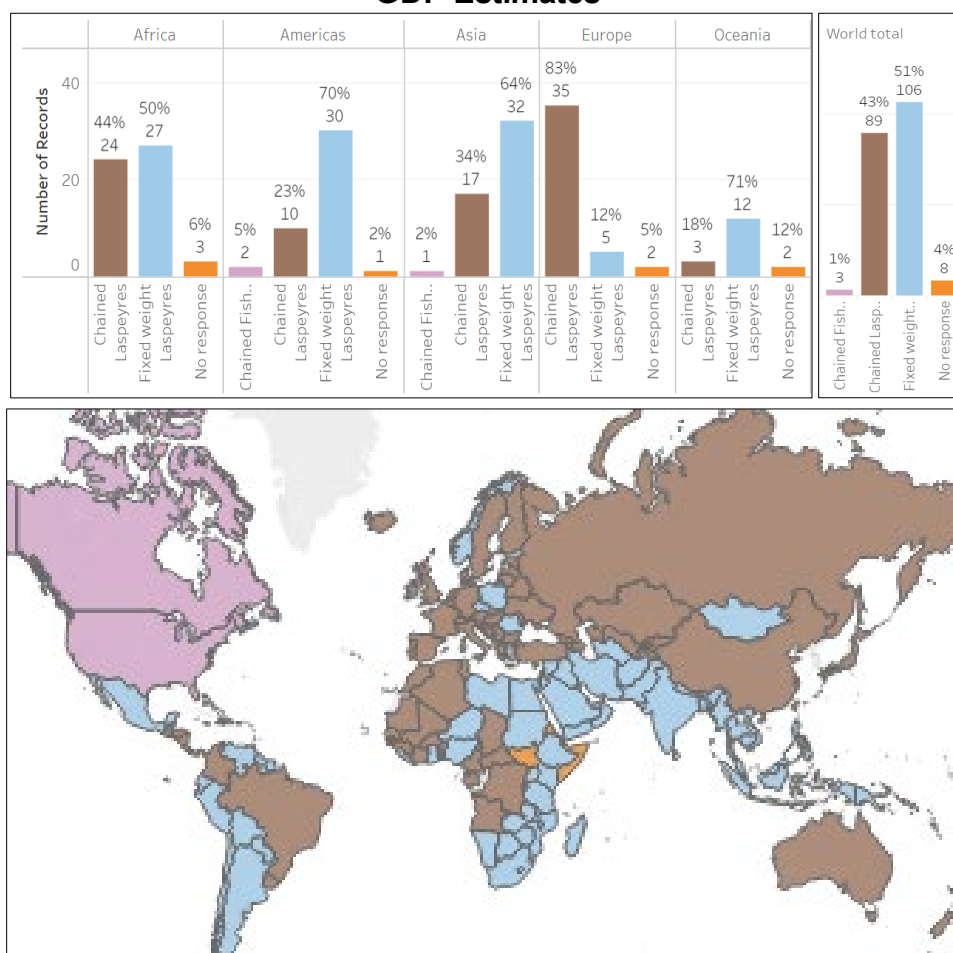 GDP Estimates
Africa
Americas
Asia
Europe
Oceania
World total
Number of Records
40
20
0
44%
24
50%
27
6%
3
5%
2
23%
10
70%
30
2%
1
2%
1
34%
17
64%
32
83%
35
12%
5
5%
2
18%
3
71%
12
12%
2
1%
3
43%
89
51%
106
4%
8
Chained
Laspeyres
Fixed weight
Laspeyres
No response
Chained Fish..
Chained
Laspeyres
Fixed weight
Laspeyres
No response
Chained Fish..
Chained
Laspeyres
Fixed weight
Laspeyres
Chained
Laspeyres
Fixed weight
Laspeyres
No response
Chained
Laspeyres
Fixed weight
Laspeyres
No response
Chained Fish..
Chained Lasp..
Fixed weight..
No response